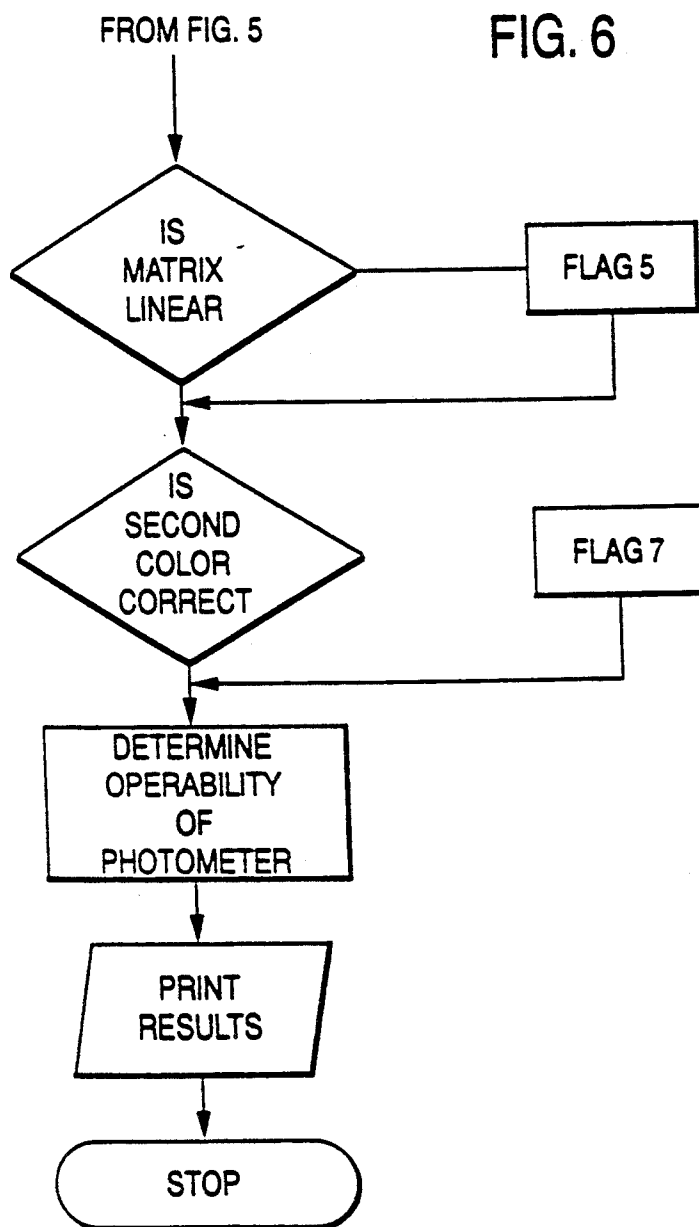 FROM FIG. 5
FIG. 6
IS
MATRIX
LINEAR
FLAG 5
IS
SECOND
COLOR
CORRECT
FLAG 7
DETERMINE
OPERABILITY
OF
PHOTOMETER
PRINT
RESULTS
STOP